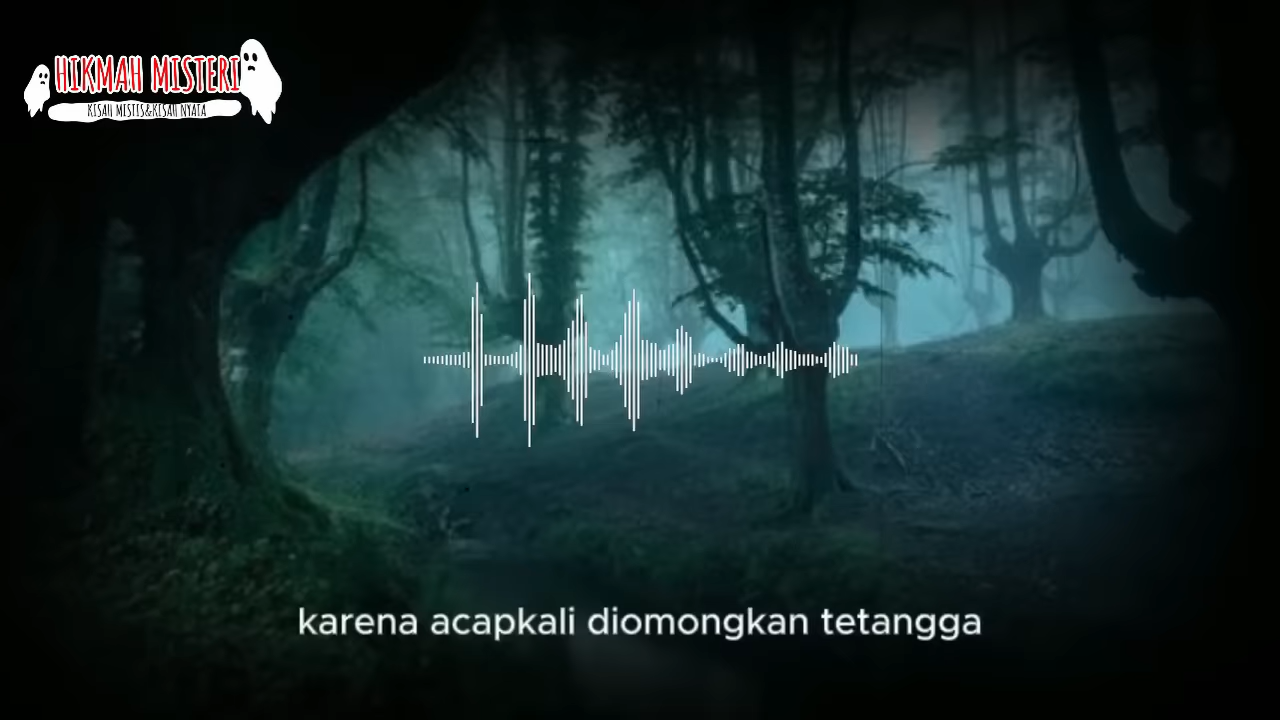 HIKMAH MISTERI
KISAH MISTIS&KISAH NYATA
karena acapkali diomongkan tetangga